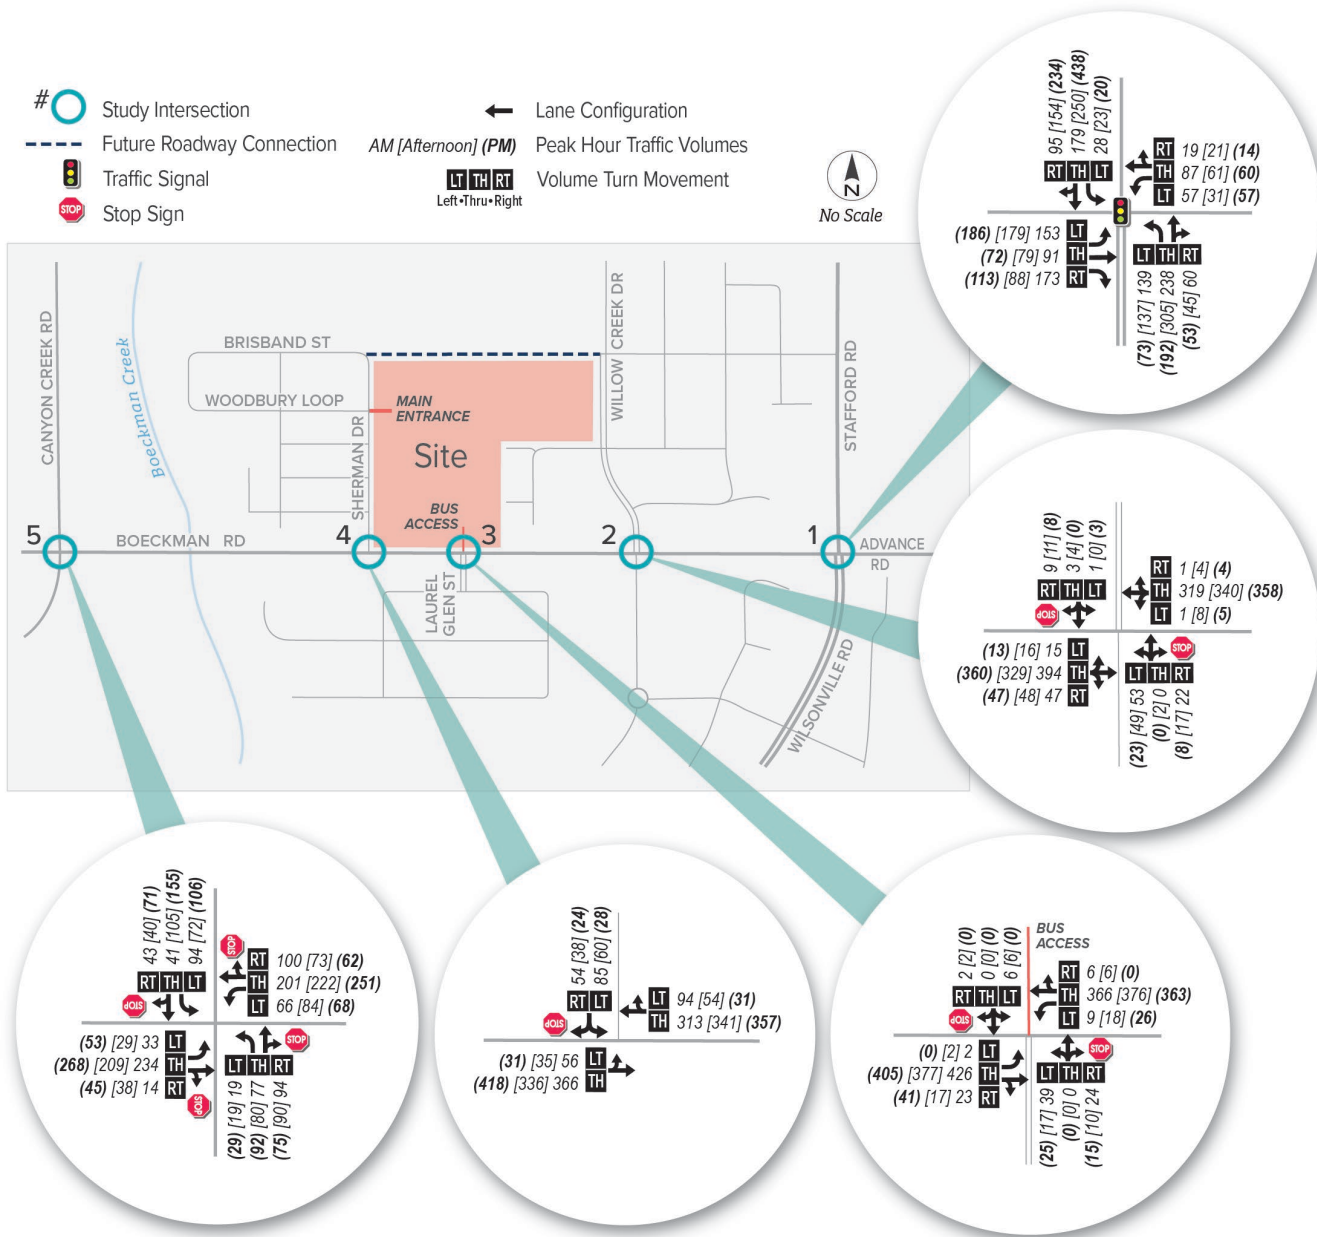 # Study Intersection
Future Roadway Connection
Traffic Signal
STOP Stop Sign
Lane Configuration
AM [Afternoon] (PM) Peak Hour Traffic Volumes
LT TH RT Volume Turn Movement
Left•Thru•Right
N
No Scale
95 [154] (234)
179 [250] (438)
28 [23] (20)
RT TH LT
RT 19 [21] (14)
TH 87 [61] (60)
LT 57 [31] (57)
(186) [179] 153 LT
(72) [79] 91 TH
(113) [88] 173 RT
LT TH RT
(73) [137] 139
(192) [305] 238
(53) [45] 60
CANYON CREEK RD
Boeckman Creek
BRISBAND ST
WOODBURY LOOP
SHERMAN DR
MAIN
ENTRANCE
Site
BUS
ACCESS
WILLOW CREEK DR
STAFFORD RD
5
BOECKMAN RD
4
3
2
1
ADVANCE
RD
LAUREL
GLEN ST
WILSONVILLE RD
9 [11] (8)
3 [4] (0)
1 [0] (3)
RT TH LT
STOP
RT 1 [4] (4)
TH 319 [340] (358)
LT 1 [8] (5)
(13) [16] 15 LT
(360) [329] 394 TH
(47) [48] 47 RT
STOP
LT TH RT
(23) [49] 53
(0) [2] 0
(8) [17] 22
43 [40] (71)
41 [105] (155)
94 [72] (106)
RT TH LT
STOP
STOP
RT 100 [73] (62)
TH 201 [222] (251)
LT 66 [84] (68)
(53) [29] 33 LT
(268) [209] 234 TH
(45) [38] 14 RT
STOP
STOP
LT TH RT
(29) [19] 19
(92) [80] 77
(75) [90] 94
54 [38] (24)
85 [60] (28)
RT LT
STOP
LT 94 [54] (31)
TH 313 [341] (357)
(31) [35] 56 LT
(418) [336] 366 TH
2 [2] (0)
0 [0] (0)
6 [6] (0)
RT TH LT
STOP
BUS
ACCESS
RT 6 [6] (0)
TH 366 [376] (363)
LT 9 [18] (26)
(0) [2] 2 LT
(405) [377] 426 TH
(41) [17] 23 RT
STOP
LT TH RT
(25) [17] 39
(0) [0] 0
(15) [10] 24